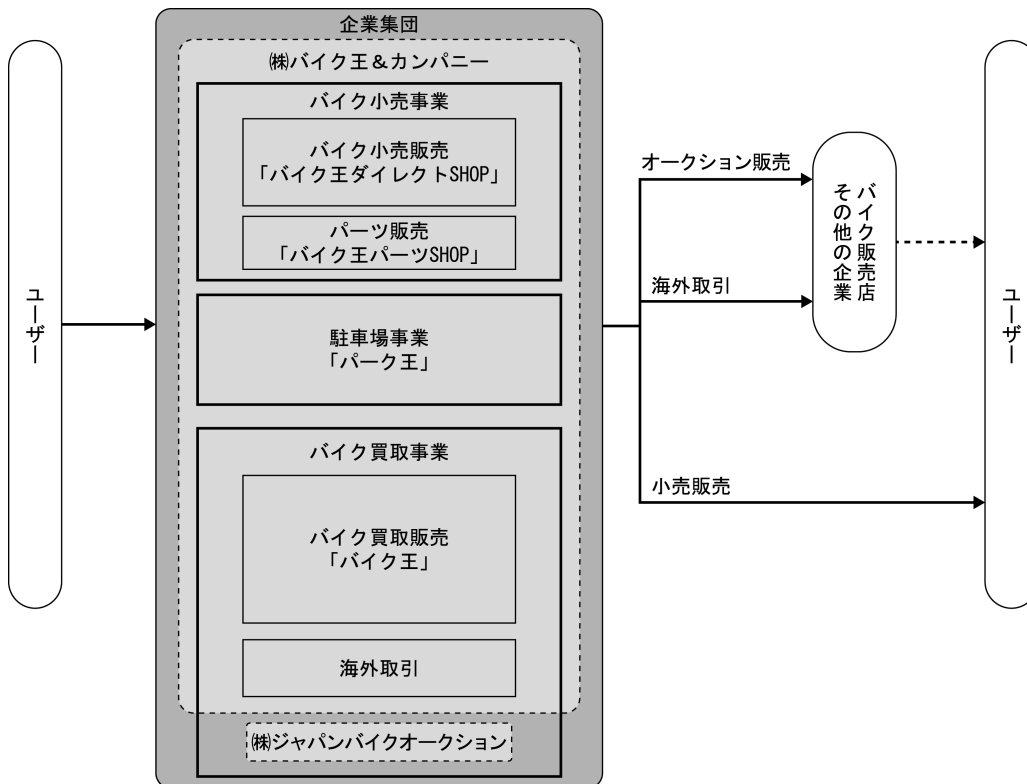 企業集団
㈱バイク王＆カンパニー
バイク小売事業
バイク小売販売
「バイク王ダイレクトSHOP」
パーツ販売
「バイク王パーツSHOP」
駐車場事業
「パーク王」
バイク買取事業
バイク買取販売
「バイク王」
海外取引
㈱ジャパンバイクオークション
ユーザー
オークション販売
海外取引
小売販売
バイク販売店
その他の企業
ユーザー